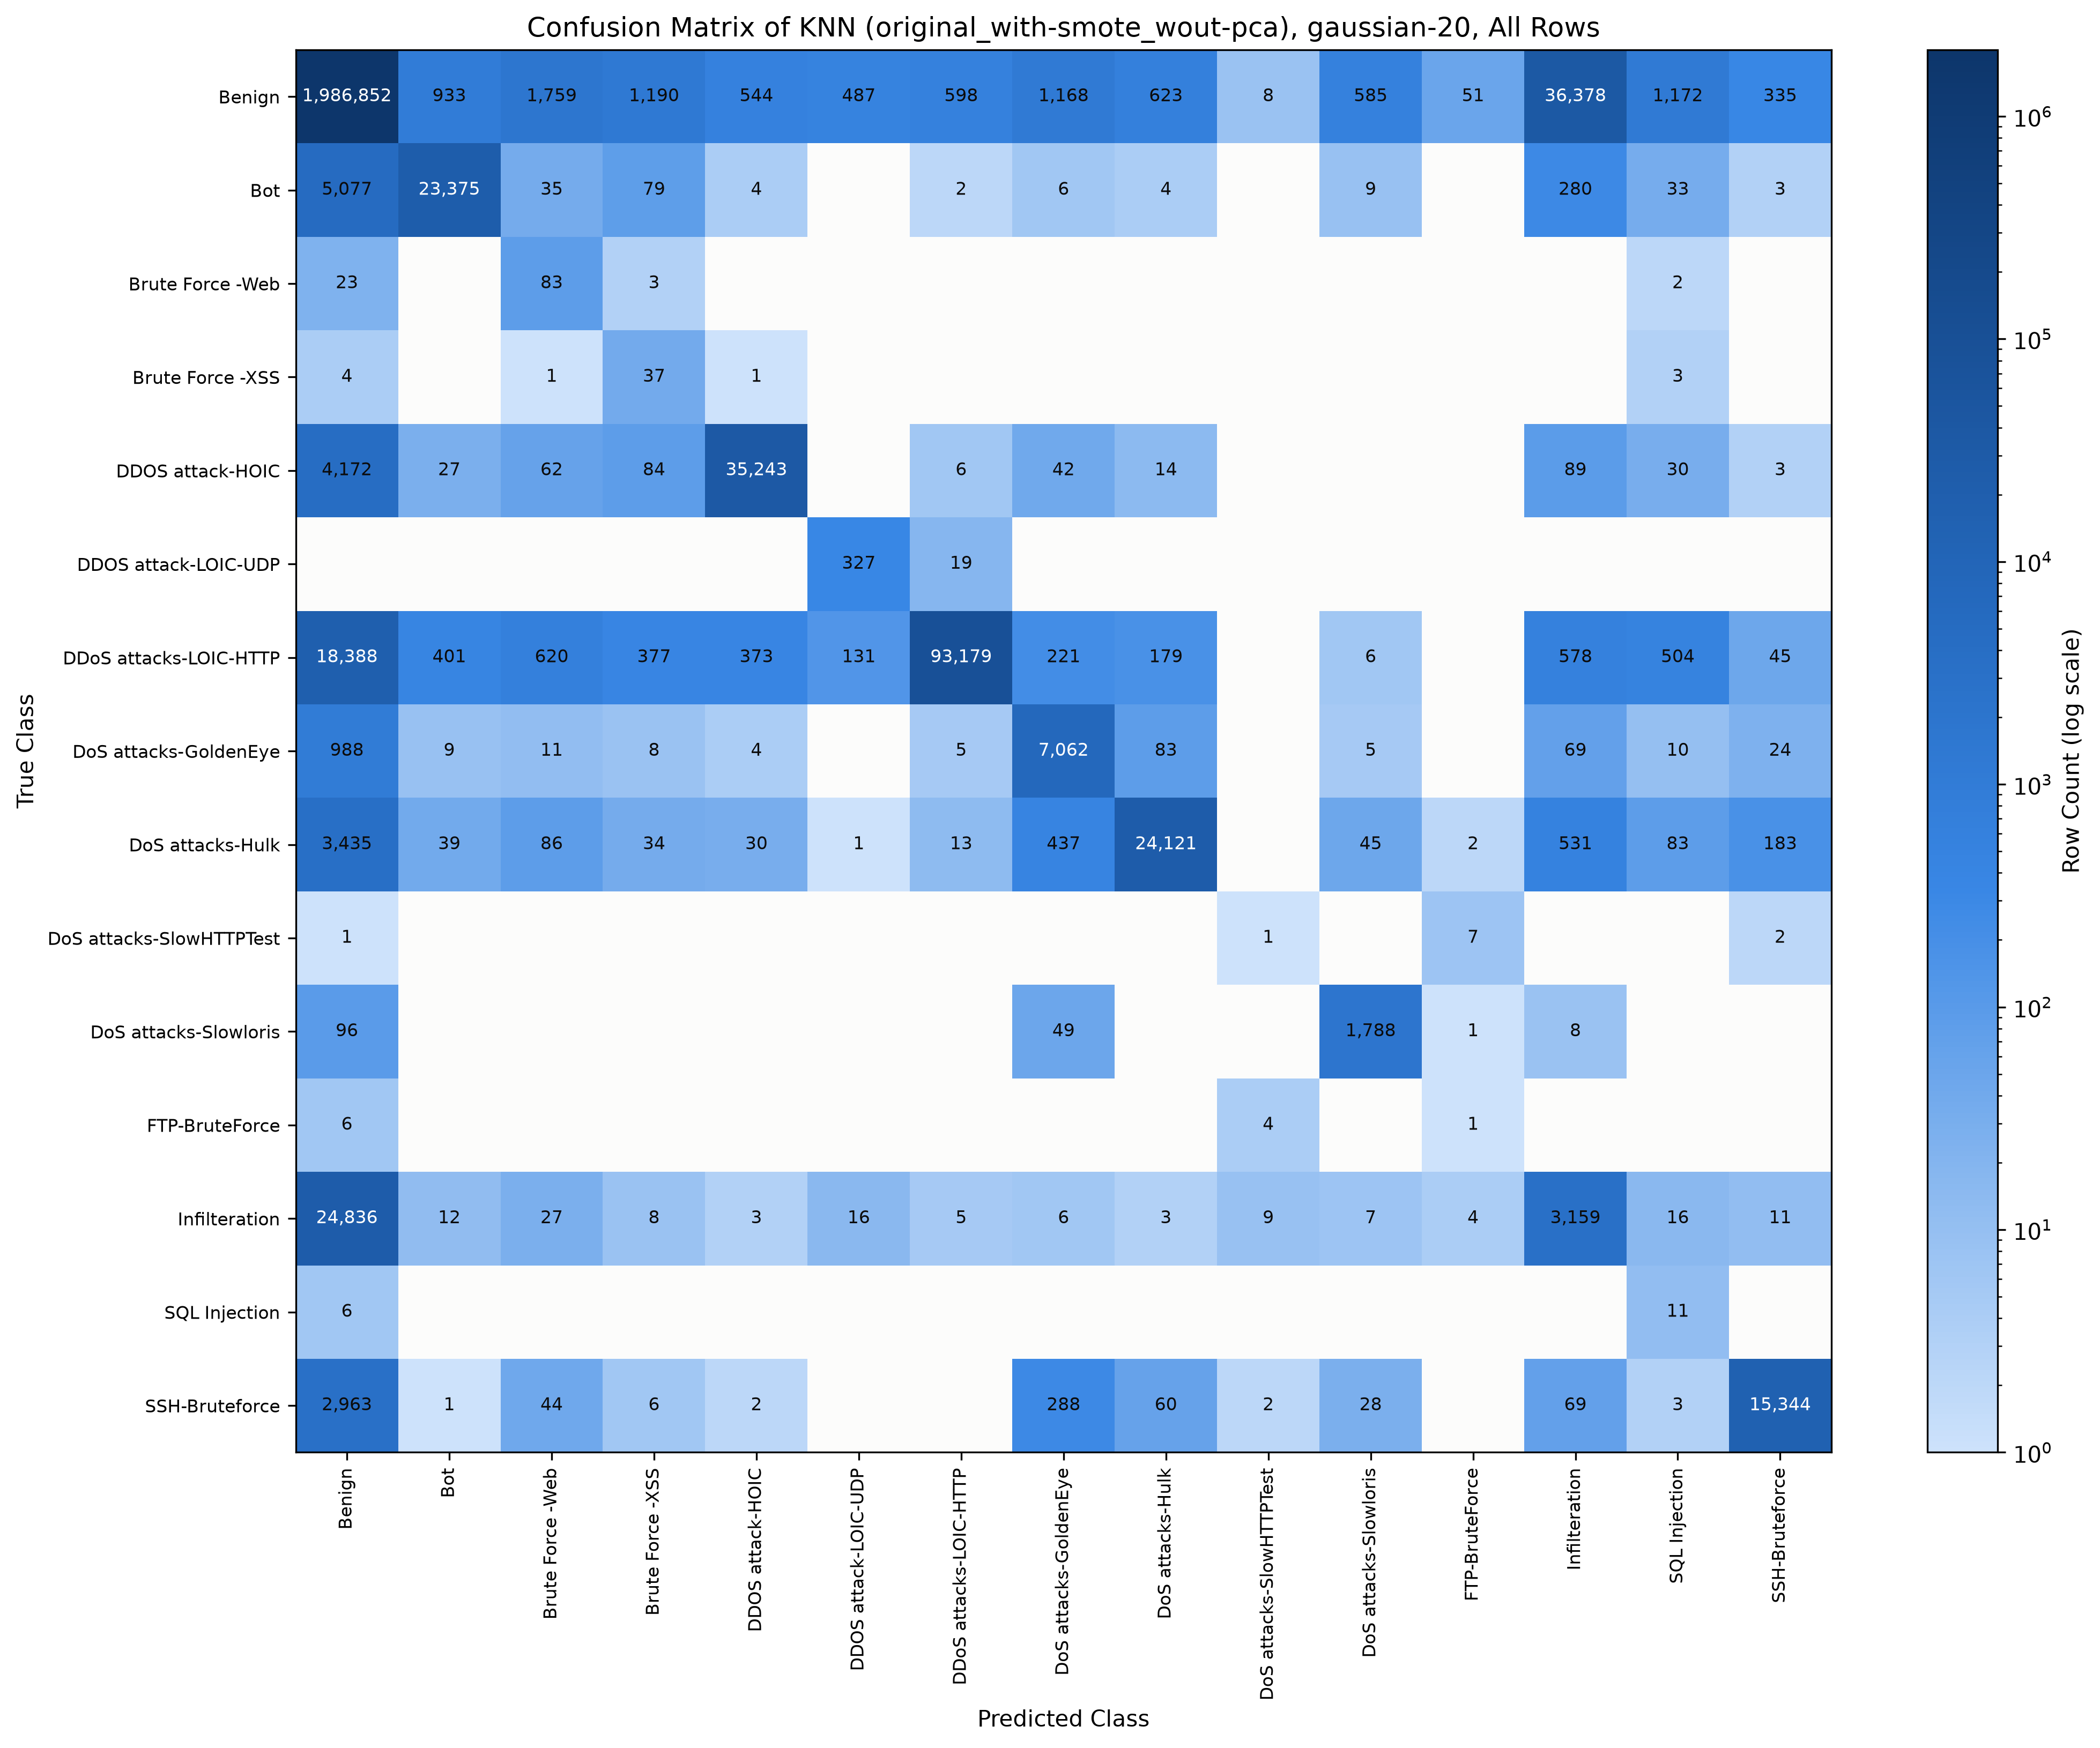 Confusion Matrix of KNN (original_with-smote_wout-pca), gaussian-20, All Rows
Benign 1,986,852 933 1,759 1,190 544 487 598 1,168 623 8 585 51 36,378 1,172 335
Bot 5,077 23,375 35 79 4 2 6 4 9 280 33 3
Brute Force -Web 23 83 3 2
Brute Force -XSS 4 1 37 1 3
DDOS attack-HOIC 4,172 27 62 84 35,243 6 42 14 89 30 3
DDOS attack-LOIC-UDP 327 19
DDoS attacks-LOIC-HTTP 18,388 401 620 377 373 131 93,179 221 179 6 578 504 45
DoS attacks-GoldenEye 988 9 11 8 4 5 7,062 83 5 69 10 24
DoS attacks-Hulk 3,435 39 86 34 30 1 13 437 24,121 45 2 531 83 183
DoS attacks-SlowHTTPTest 1 1 7 2
DoS attacks-Slowloris 96 49 1,788 1 8
FTP-BruteForce 6 4 1
Infilteration 24,836 12 27 8 3 16 5 6 3 9 7 4 3,159 16 11
SQL Injection 6 11
SSH-Bruteforce 2,963 1 44 6 2 288 60 2 28 69 3 15,344
True Class
Benign
Bot
Brute Force -Web
Brute Force -XSS
DDOS attack-HOIC
DDOS attack-LOIC-UDP
DDoS attacks-LOIC-HTTP
DoS attacks-GoldenEye
DoS attacks-Hulk
DoS attacks-SlowHTTPTest
DoS attacks-Slowloris
FTP-BruteForce
Infilteration
SQL Injection
SSH-Bruteforce
Predicted Class
10⁶
10⁵
10⁴
10³
10²
10¹
10⁰
Row Count (log scale)